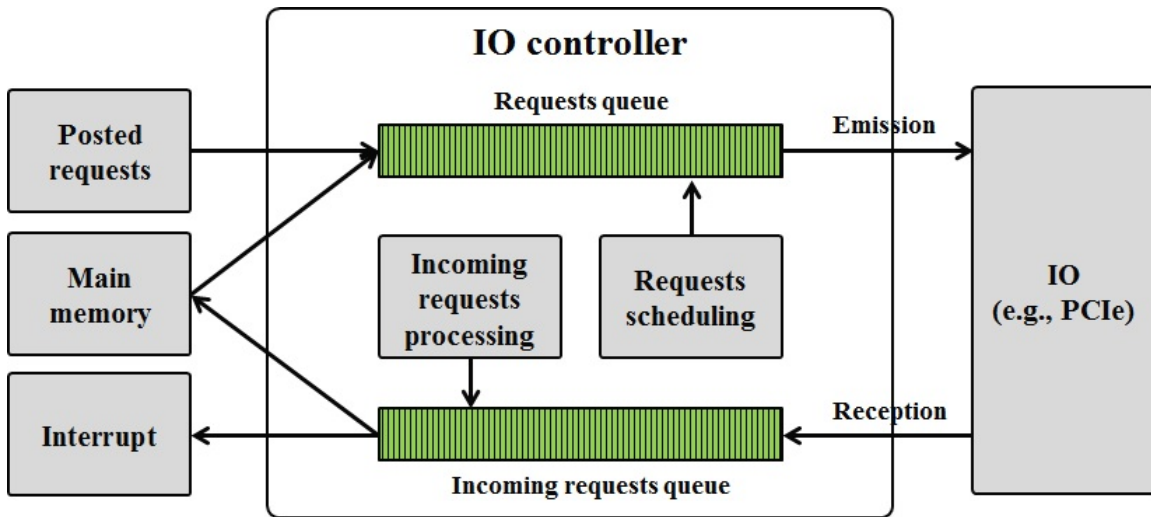 IO controller
Requests queue
Posted
requests
Emission
Main
memory
Incoming
requests
processing
Requests
scheduling
IO
(e.g., PCIe)
Interrupt
Reception
Incoming requests queue